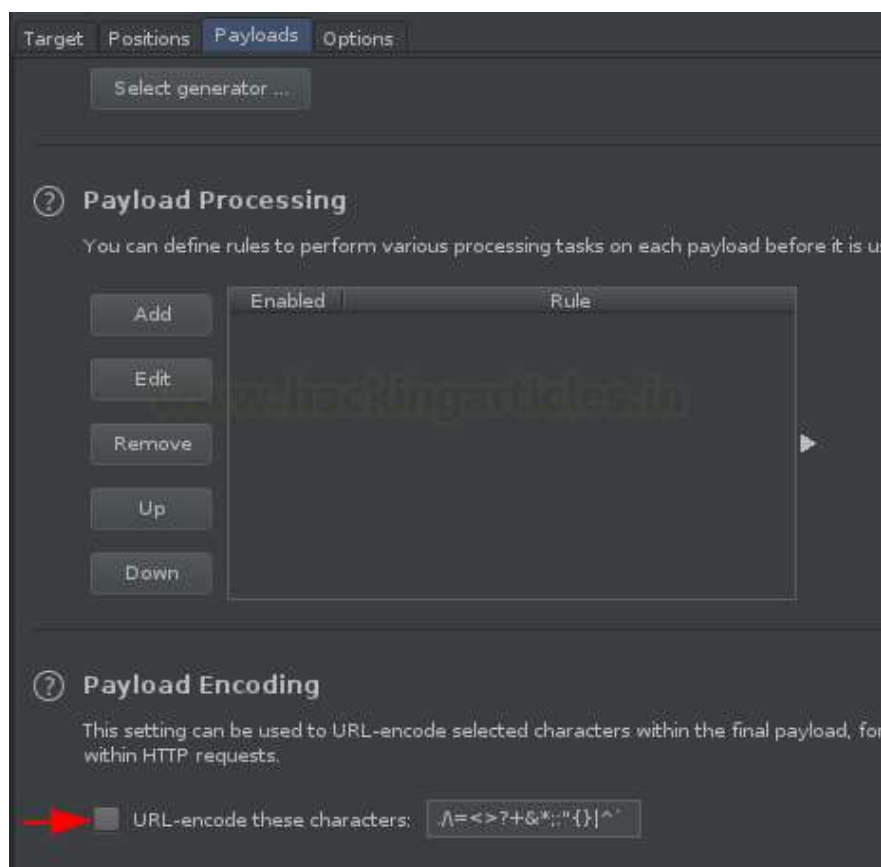 Target Positions Payloads Options
Select generator ...
Payload Processing
You can define rules to perform various processing tasks on each payload before it is u
Enabled Rule
Add
Edit
www.hackingarticles.in
Remove
Up
Down
Payload Encoding
This setting can be used to URL-encode selected characters within the final payload, for
within HTTP requests.
URL-encode these characters: ./\=<>?+&*;:"{}|^`